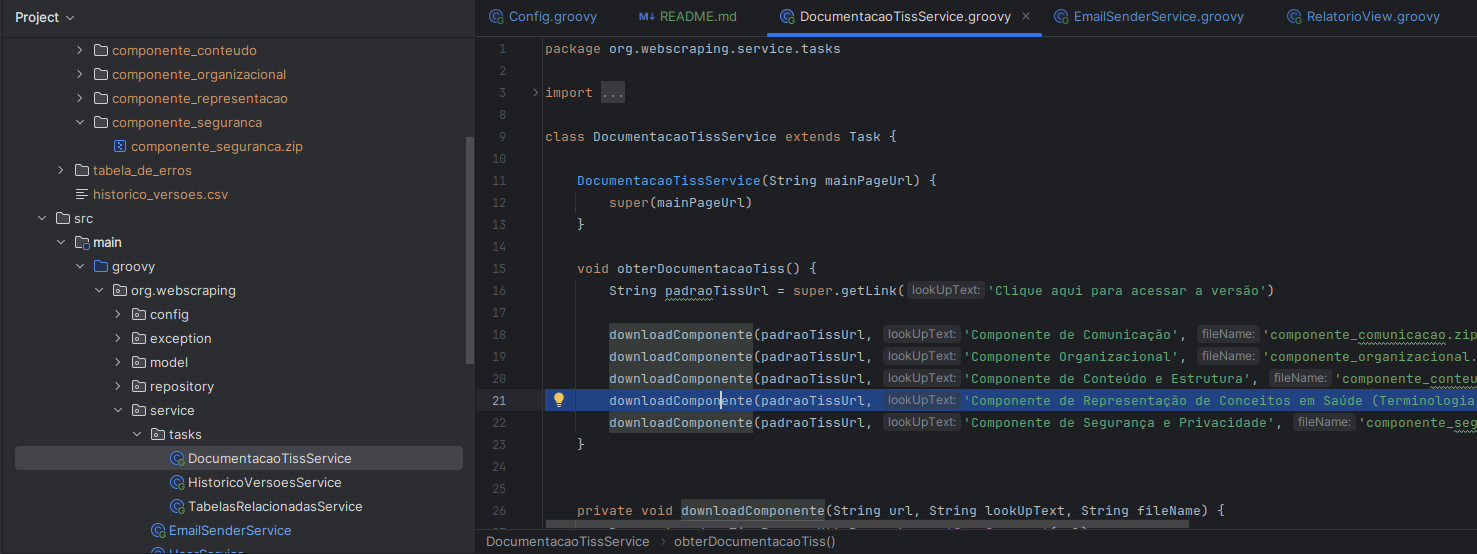 Project
componente_conteudo
componente_organizacional
componente_representacao
componente_seguranca
componente_seguranca.zip
tabela_de_erros
historico_versoes.csv
src
main
groovy
org.webscraping
config
exception
model
repository
service
tasks
DocumentacaoTissService
HistoricoVersoesService
TabelasRelacionadasService
EmailSenderService
Config.groovy
README.md
DocumentacaoTissService.groovy
EmailSenderService.groovy
RelatorioView.groovy
1 package org.webscraping.service.tasks
2
3 import ...
8
9 class DocumentacaoTissService extends Task {
10
11 DocumentacaoTissService(String mainPageUrl) {
12 super(mainPageUrl)
13 }
14
15 void obterDocumentacaoTiss() {
16 String padraoTissUrl = super.getLink( lookUpText: 'Clique aqui para acessar a versão')
17
18 downloadComponente(padraoTissUrl, lookUpText: 'Componente de Comunicação', fileName: 'componente_comunicacao.zip
19 downloadComponente(padraoTissUrl, lookUpText: 'Componente Organizacional', fileName: 'componente_organizacional.
20 downloadComponente(padraoTissUrl, lookUpText: 'Componente de Conteúdo e Estrutura', fileName: 'componente_conteu
21 downloadComponente(padraoTissUrl, lookUpText: 'Componente de Representação de Conceitos em Saúde (Terminologia
22 downloadComponente(padraoTissUrl, lookUpText: 'Componente de Segurança e Privacidade', fileName: 'componente_seg
23 }
24
25
26 private void downloadComponente(String url, String lookUpText, String fileName) {
DocumentacaoTissService > obterDocumentacaoTiss()